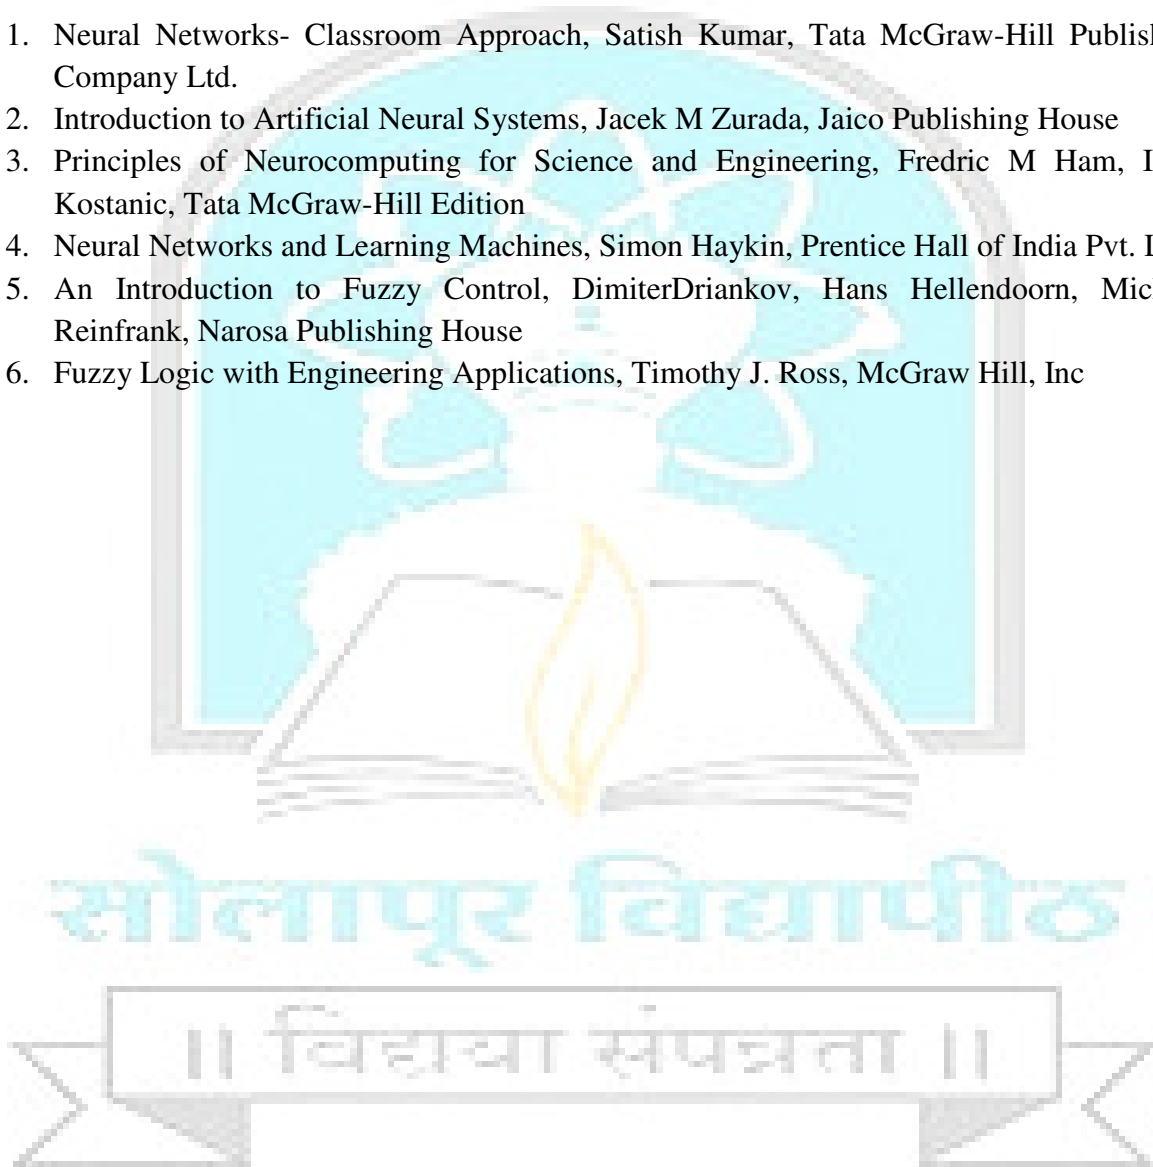 1. Neural Networks- Classroom Approach, Satish Kumar, Tata McGraw-Hill Publish
Company Ltd.
2. Introduction to Artificial Neural Systems, Jacek M Zurada, Jaico Publishing House
3. Principles of Neurocomputing for Science and Engineering, Fredric M Ham, I
Kostanic, Tata McGraw-Hill Edition
4. Neural Networks and Learning Machines, Simon Haykin, Prentice Hall of India Pvt. L
5. An Introduction to Fuzzy Control, DimiterDriankov, Hans Hellendoorn, Mich
Reinfrank, Narosa Publishing House
6. Fuzzy Logic with Engineering Applications, Timothy J. Ross, McGraw Hill, Inc
सोलापूर विद्यापीठ
|| विद्यया संपन्नता ||